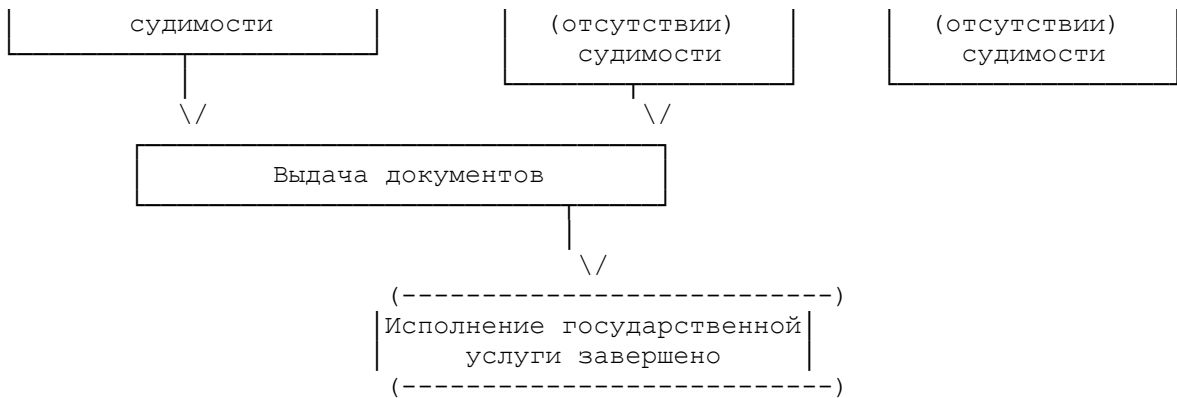 судимости
(отсутствии)
судимости
(отсутствии)
судимости
Выдача документов
Исполнение государственной
услуги завершено